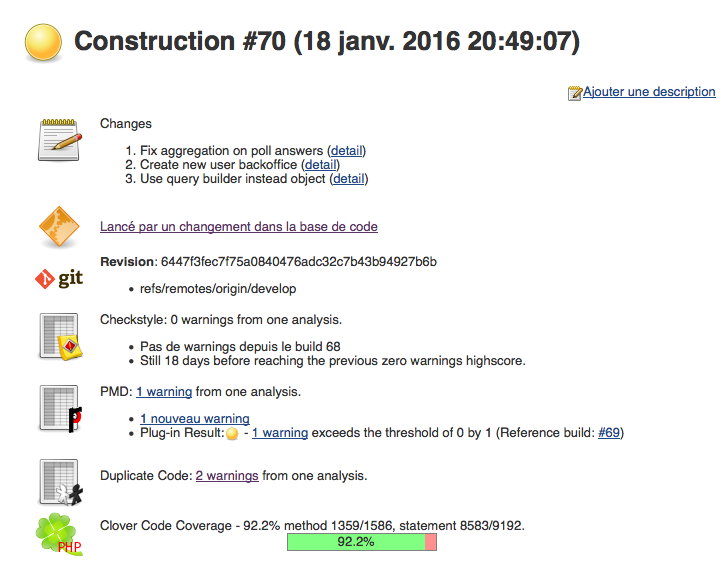 Construction #70 (18 janv. 2016 20:49:07)
Ajouter une description
Changes
1. Fix aggregation on poll answers (detail)
2. Create new user backoffice (detail)
3. Use query builder instead object (detail)
Lancé par un changement dans la base de code
git
Revision: 6447f3fec7f75a0840476adc32c7b43b94927b6b
• refs/remotes/origin/develop
Checkstyle: 0 warnings from one analysis.
• Pas de warnings depuis le build 68
• Still 18 days before reaching the previous zero warnings highscore.
PMD: 1 warning from one analysis.
• 1 nouveau warning
• Plug-in Result: - 1 warning exceeds the threshold of 0 by 1 (Reference build: #69)
Duplicate Code: 2 warnings from one analysis.
Clover Code Coverage - 92.2% method 1359/1586, statement 8583/9192.
PHP
92.2%